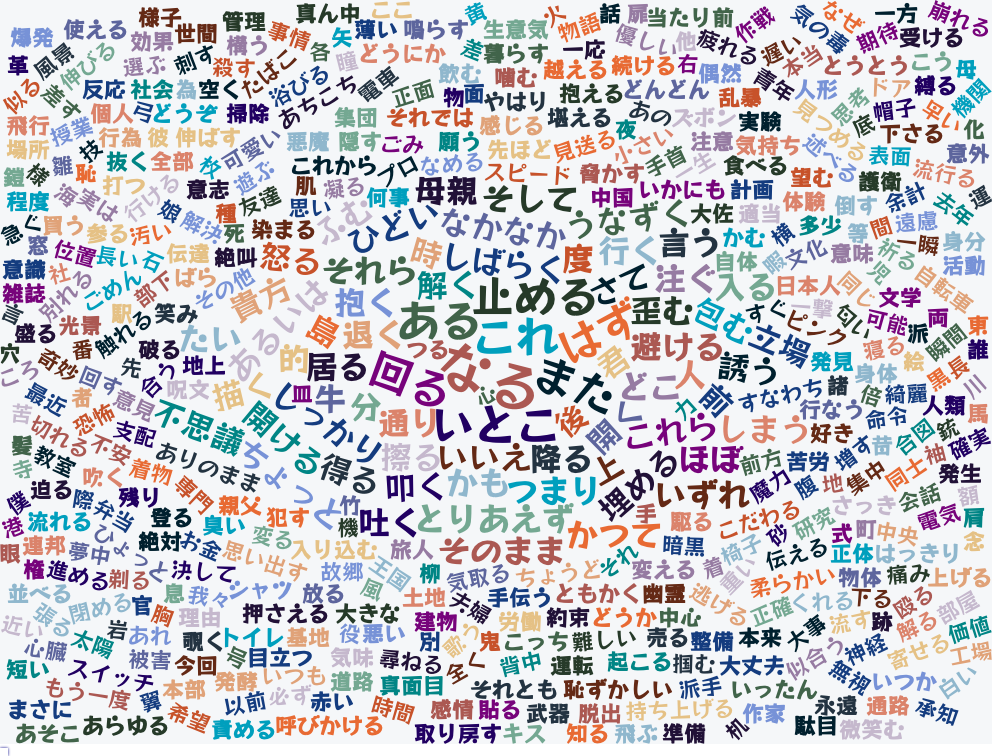 真ん中 ここ 黄 火 話 扉 当たり前 なぜ 一方 崩れる
様子 管理 矢 薄い 鳴らす 生意気 物語 優しい 他 作戦 気の毒 期待 受ける
爆発 使える 世間 事情 瞳 どうにか 差 暮らす 一応 疲れる 遅い 本当 とうとう こう 母
革 風景 効果 構う 各 飲む 噛む 越える 続ける 右 偶然 青年 人形 ドア 縛る 機関
似る 伸びる 選ぶ 刺す 殺す たばこ 電車 正面 物 面 やはり 抱える どんどん 乱暴 思考 帽子 早い
飛行 反応 社会 為 空く 浴びる あちこち 集団 それでは 感じる 堪える あの ズボン 実験 見つめる 底 下さる 化
場所 授業 個人 弓 どうぞ 掃除 悪魔 隠す ごみ 願う 先ほど 見送る 夜 小さい 注意 気持ち 述べる 表面 意外
行為 彼 伸ばす 技 抜く 全部 可愛い これから プロ なめる スピード 脅かす 手首 一生 食べる 望む 護衛 流行る
鎧 様 雛 恥 打つ 意志 遊ぶ 友達 肌 凝る 何事 母親 そして 中国 いかにも 計画 体験 倒す 余計 去年 運
程度 海 実は 行ける 娘 解決 種 思い ふむ ひどい なかなか うなずく 大佐 適当 多少 等 間 遠慮
急ぐ 買う 参る 汚い 死 染まる 時 しばらく 度 行く 言う かむ 横 文化 意味 一瞬 身分
窓 位置 長い 石 伝達 絶叫 怒る それら 解く さて 注ぐ 自体 暇 児 祈る 活動
意識 社 別れる ごめん 部下 ばら その他 貴方 抱く 止める 歪む 入る 日本人 同じ 自転車
雑誌 駅 笑み あるいは 島 退く ある これ はず 包む すぐ ピンク 一撃 匂い 文学 両
言 盛る 光景 番 触れる 破る たい 的 居る つる なる また 君 避ける 立場 可能 派 瞬間 東
穴 奇妙 先 合う 地上 回る 心 どこ 人 誘う 発見 寝る 絵 誰
ころ 回す 呪文 描く 皿 牛 分 いとこ 後 前 すなわち 諸 身体 倍 綺麗 黒 長 川
最近 者 意見 不思議 しっかり 通り 聞く 力 これら しまう 行なう 命令 人類 馬
苦 恐怖 支配 開ける 擦る いいえ 降る 上 ほぼ 好き 増す 昔 合図 銃
髪 切れる 不安 着物 ありのまま ちょっと 得る 叩く かも つまり 埋める いずれ 前方 苦労 集中 同士 袖 確実
寺 教室 吹く 専門 竹 魔力 腹 地 発生
僕 迫る 際 弁当 残り 親父 犯す 機 吐く とりあえず かつて 手 駆る こだわる 砂 さっき 会話 額
港 流れる ひょっと 登る 臭い 変る 研究 式 町 中央 電気 肩
眼 連邦 夢中 絶対 お金 思い出す 入り込む 旅人 そのまま それ 暗黒 着 椅子 伝える 正体 はっきり 念
権 進める 剃る 決して 故郷 王国 柳 気取る ちょうど 変える 重い 柔らかい 物体 痛み 上げる
並べる 閉める 官 息 我々 シャツ 放る 風 土地 夫婦 手伝う ともかく 幽霊 逃げる 正確 くれる 下る 殴る
張る 岩 胸 理由 押さえる 大きな 建物 労働 約束 どうか 中心 流す 跡 解る 部屋
近い 太陽 あれ 覗く トイレ 基地 役 悪い 別 歌う 鬼 こっち 難しい 売る 整備 本来 大事 神経 価値
心臓 被害 今回 号 目立つ 気味 尋ねる 全く 背中 運転 起こる 掴む 大丈夫 似合う 無視 寄せる 工場
短い スイッチ 本部 発酵 いつも 道路 真面目 それとも 恥ずかしい 派手 いったん いつか 白い
もう一度 翼 希望 以前 必ず 赤い 時間 感情 貼る 武器 脱出 持ち上げる 作家 永遠 通路 承知
まさに あそこ あらゆる 責める 呼びかける 取り戻す キス 知る 飛ぶ 準備 机 駄目 微笑む